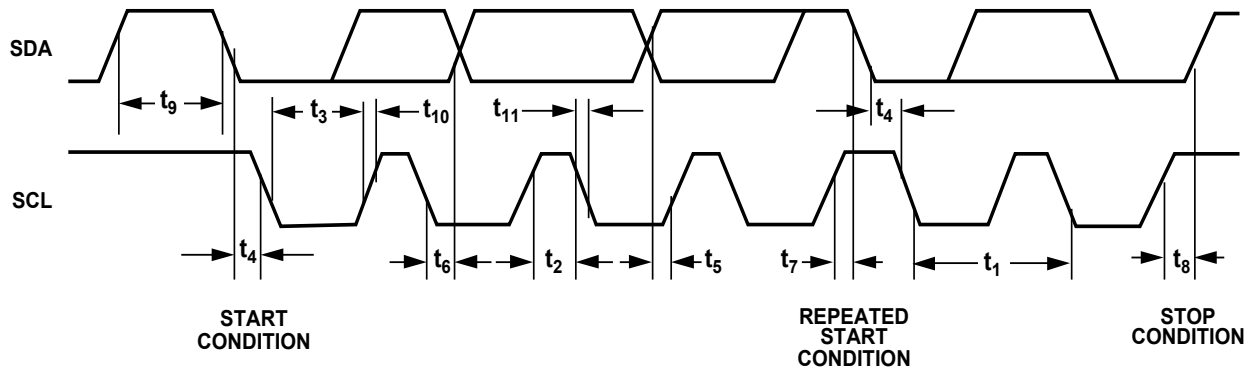 SDA
t9
t3
t10
t11
t4
SCL
t4
t6
t2
t5
t7
t1
t8
START
CONDITION
REPEATED
START
CONDITION
STOP
CONDITION